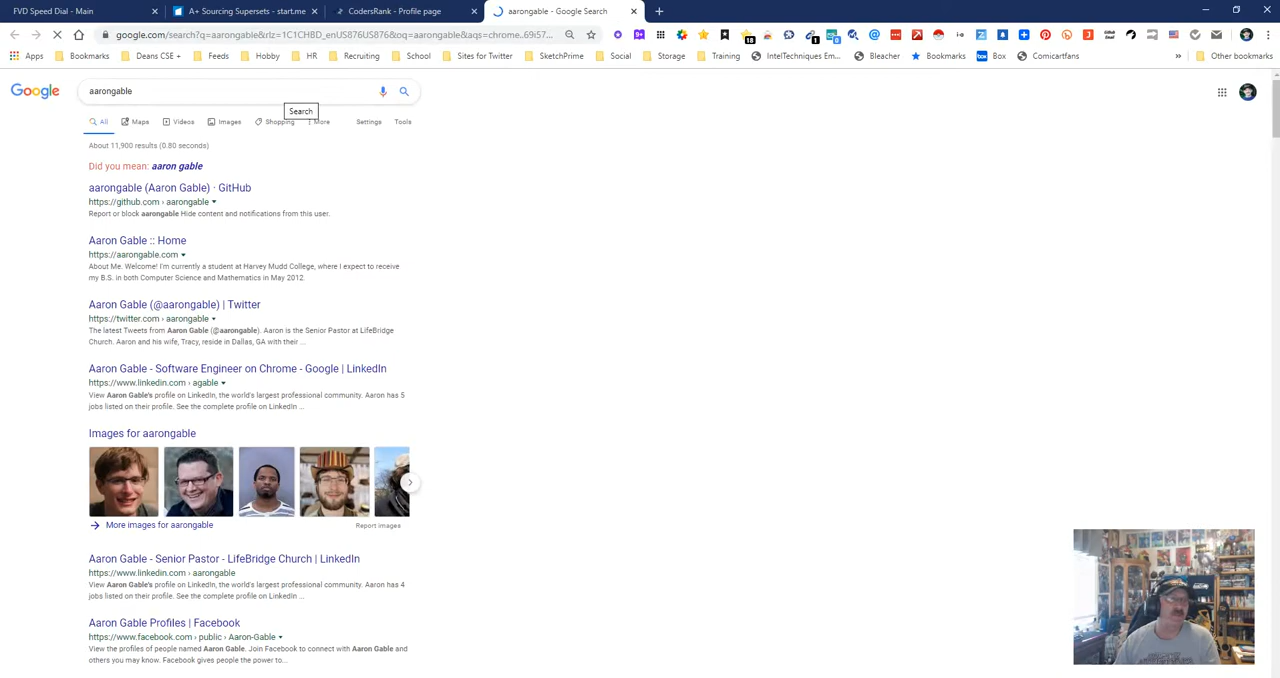 FVD Speed Dial - Main
A+ Sourcing Supersets - start.me
CodersRank - Profile page
aarongable - Google Search
google.com/search?q=aarongable&rlz=1C1CHBD_enUS876US876&oq=aarongable&aqs=chrome..69i57...
Apps
Bookmarks
Deans CSE +
Feeds
Hobby
HR
Recruiting
School
Sites for Twitter
SketchPrime
Social
Storage
Training
IntelTechniques Em...
Bleacher
Bookmarks
Box
Comicartfans
»
Other bookmarks
Google
aarongable
Search
All
Maps
Videos
Images
Shopping
More
Settings
Tools
About 11,900 results (0.80 seconds)
Did you mean: aaron gable
aarongable (Aaron Gable) · GitHub
https://github.com › aarongable
Report or block aarongable Hide content and notifications from this user.
Aaron Gable :: Home
https://aarongable.com
About Me. Welcome! I'm currently a student at Harvey Mudd College, where I expect to receive
my B.S. in both Computer Science and Mathematics in May 2012.
Aaron Gable (@aarongable) | Twitter
https://twitter.com › aarongable
The latest Tweets from Aaron Gable (@aarongable). Aaron is the Senior Pastor at LifeBridge
Church. Aaron and his wife, Tracy, reside in Dallas, GA with their ...
Aaron Gable - Software Engineer on Chrome - Google | LinkedIn
https://www.linkedin.com › agable
View Aaron Gable's profile on LinkedIn, the world's largest professional community. Aaron has 5
jobs listed on their profile. See the complete profile on LinkedIn ...
Images for aarongable
More images for aarongable
Report images
Aaron Gable - Senior Pastor - LifeBridge Church | LinkedIn
https://www.linkedin.com › aarongable
View Aaron Gable's profile on LinkedIn, the world's largest professional community. Aaron has 4
jobs listed on their profile. See the complete profile on LinkedIn ...
Aaron Gable Profiles | Facebook
https://www.facebook.com › public › Aaron-Gable
View the profiles of people named Aaron Gable. Join Facebook to connect with Aaron Gable and
others you may know. Facebook gives people the power to...